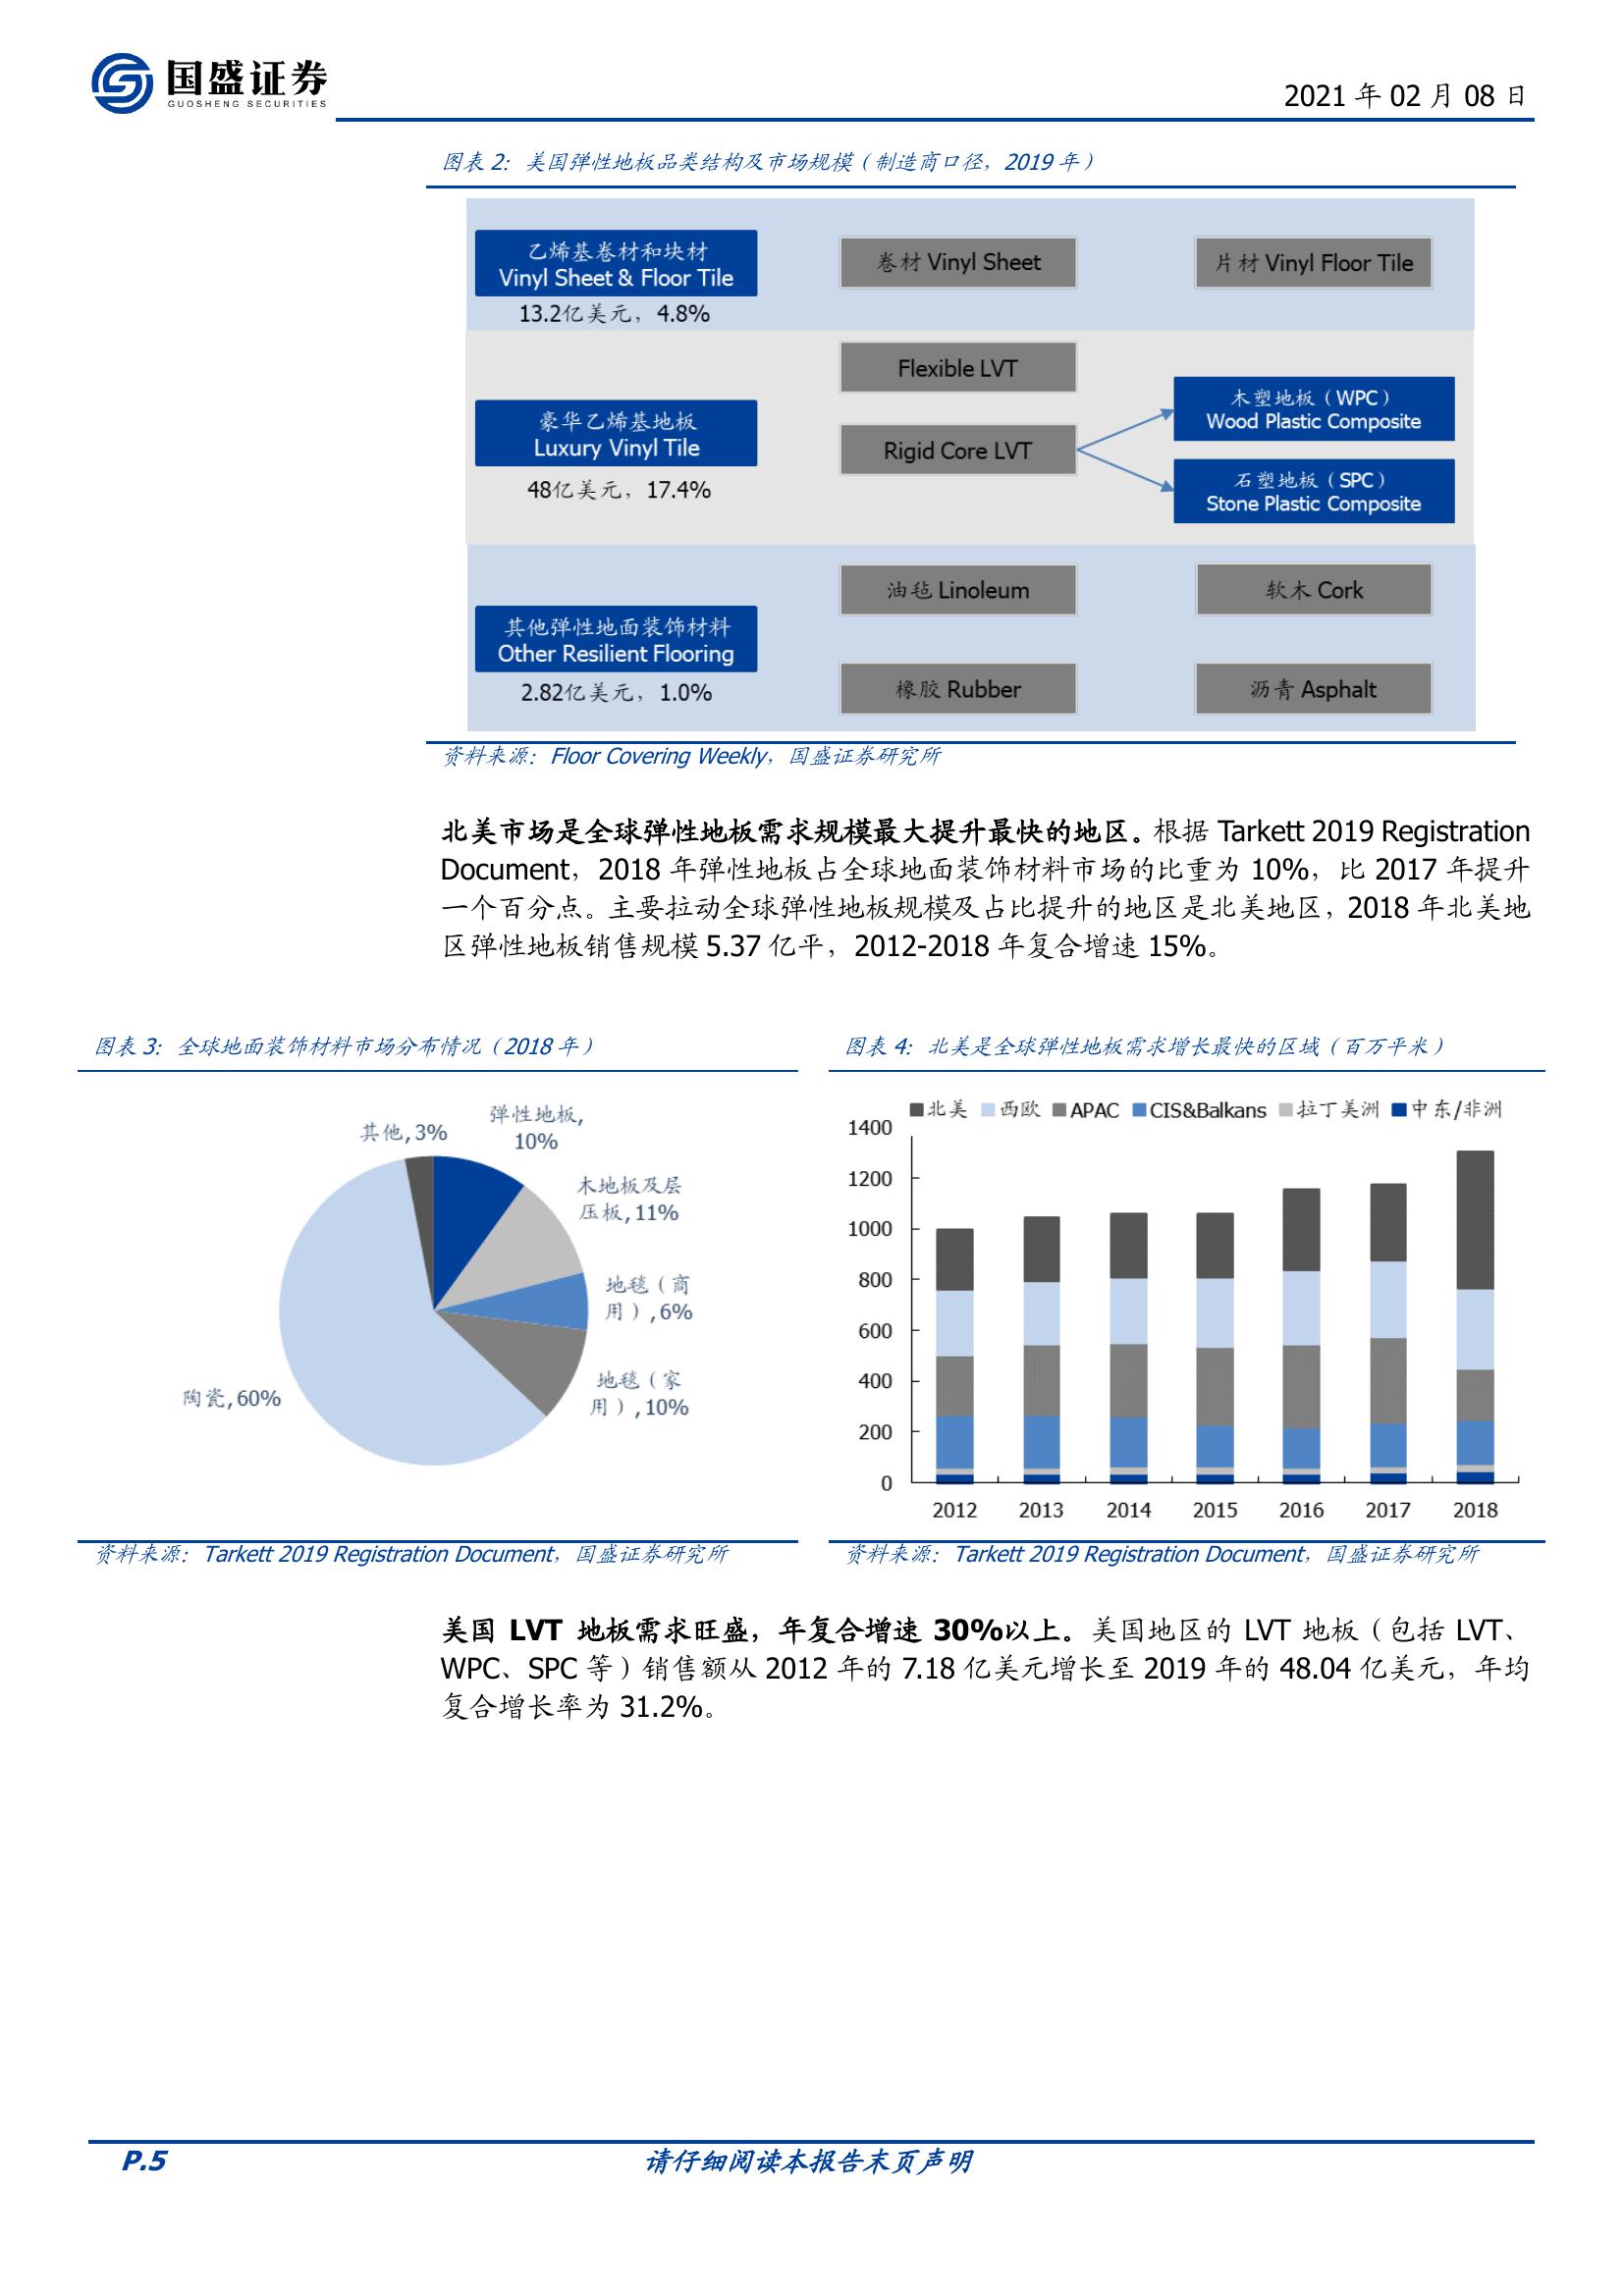 国盛证券
GUOSHENG SECURITIES
2021 年 02 月 08 日
图表 2: 美国弹性地板品类结构及市场规模（制造商口径，2019 年）
乙烯基卷材和块材
Vinyl Sheet & Floor Tile
13.2亿美元，4.8%
卷材 Vinyl Sheet
片材 Vinyl Floor Tile
Flexible LVT
豪华乙烯基地板
Luxury Vinyl Tile
48亿美元，17.4%
Rigid Core LVT
木塑地板（WPC）
Wood Plastic Composite
石塑地板（SPC）
Stone Plastic Composite
其他弹性地面装饰材料
Other Resilient Flooring
2.82亿美元，1.0%
油毡 Linoleum
软木 Cork
橡胶 Rubber
沥青 Asphalt
资料来源：Floor Covering Weekly，国盛证券研究所
北美市场是全球弹性地板需求规模最大提升最快的地区。根据 Tarkett 2019 Registration
Document，2018 年弹性地板占全球地面装饰材料市场的比重为 10%，比 2017 年提升
一个百分点。主要拉动全球弹性地板规模及占比提升的地区是北美地区，2018 年北美地
区弹性地板销售规模 5.37 亿平，2012-2018 年复合增速 15%。
图表 3: 全球地面装饰材料市场分布情况（2018 年）
其他, 3%
弹性地板,
10%
木地板及层
压板, 11%
地毯（商
用）, 6%
地毯（家
用）, 10%
陶瓷, 60%
资料来源：Tarkett 2019 Registration Document，国盛证券研究所
图表 4: 北美是全球弹性地板需求增长最快的区域（百万平米）
北美 西欧 APAC CIS&Balkans 拉丁美洲 中东/非洲
1400
1200
1000
800
600
400
200
0
2012 2013 2014 2015 2016 2017 2018
资料来源：Tarkett 2019 Registration Document，国盛证券研究所
美国 LVT 地板需求旺盛，年复合增速 30%以上。美国地区的 LVT 地板（包括 LVT、
WPC、SPC 等）销售额从 2012 年的 7.18 亿美元增长至 2019 年的 48.04 亿美元，年均
复合增长率为 31.2%。
P.5
请仔细阅读本报告末页声明